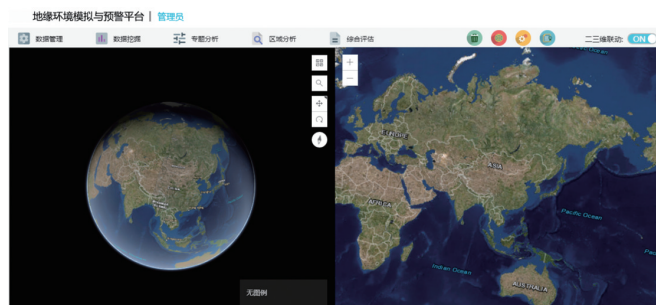 地缘环境模拟与预警平台 | 管理员
数据管理 数据挖掘 专题分析 区域分析 综合评估 二三维联动: ON
EUROPE
ASIA
AFRICA
Pacific Ocean
Indian Ocean
AUSTRALIA
无图例